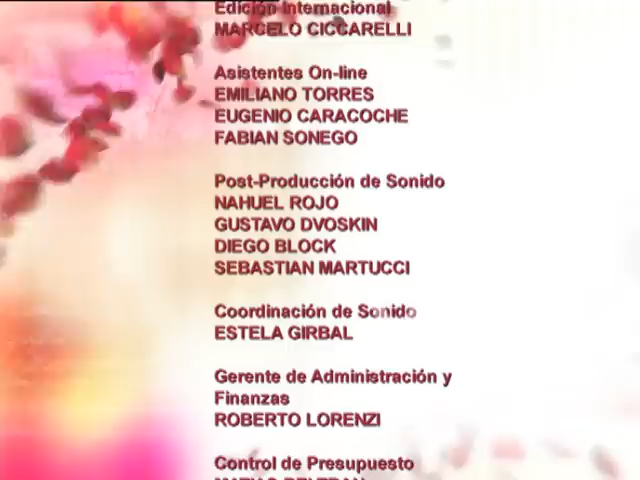 Edición Internacional
MARCELO CICCARELLI
Asistentes On-line
EMILIANO TORRES
EUGENIO CARACOCHE
FABIAN SONEGO
Post-Producción de Sonido
NAHUEL ROJO
GUSTAVO DVOSKIN
DIEGO BLOCK
SEBASTIAN MARTUCCI
Coordinación de Sonido
ESTELA GIRBAL
Gerente de Administración y
Finanzas
ROBERTO LORENZI
Control de Presupuesto